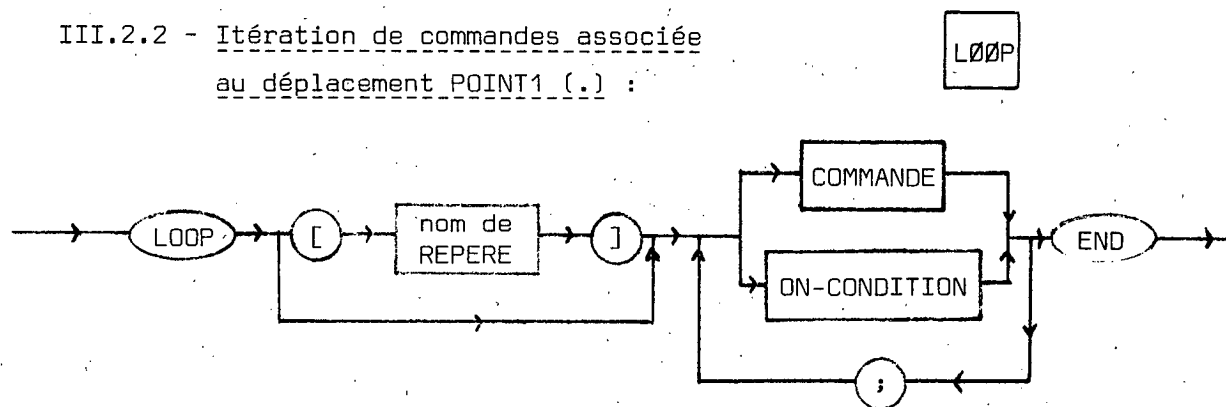 III.2.2 - Itération de commandes associée
au déplacement POINT1 (.) :
LØØP
LOOP
[
nom de
REPERE
]
COMMANDE
ON-CONDITION
;
END